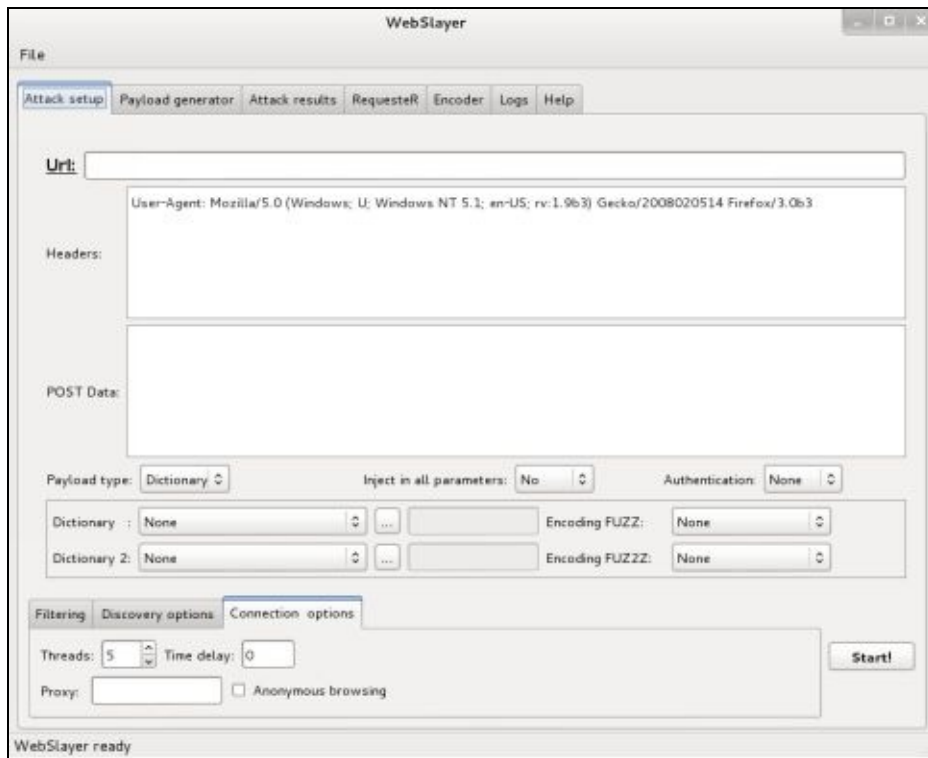 WebSlayer
File
Attack setup Payload generator Attack results RequesteR Encoder Logs Help
Url:
User-Agent: Mozilla/5.0 (Windows; U; Windows NT 5.1; en-US; rv:1.9b3) Gecko/2008020514 Firefox/3.0b3
Headers:
POST Data:
Payload type: Dictionary Inject in all parameters: No Authentication: None
Dictionary : None ... Encoding FUZZ: None
Dictionary 2: None ... Encoding FUZ2Z: None
Filtering Discovery options Connection options
Threads: 5 Time delay: 0
Start!
Proxy: Anonymous browsing
WebSlayer ready